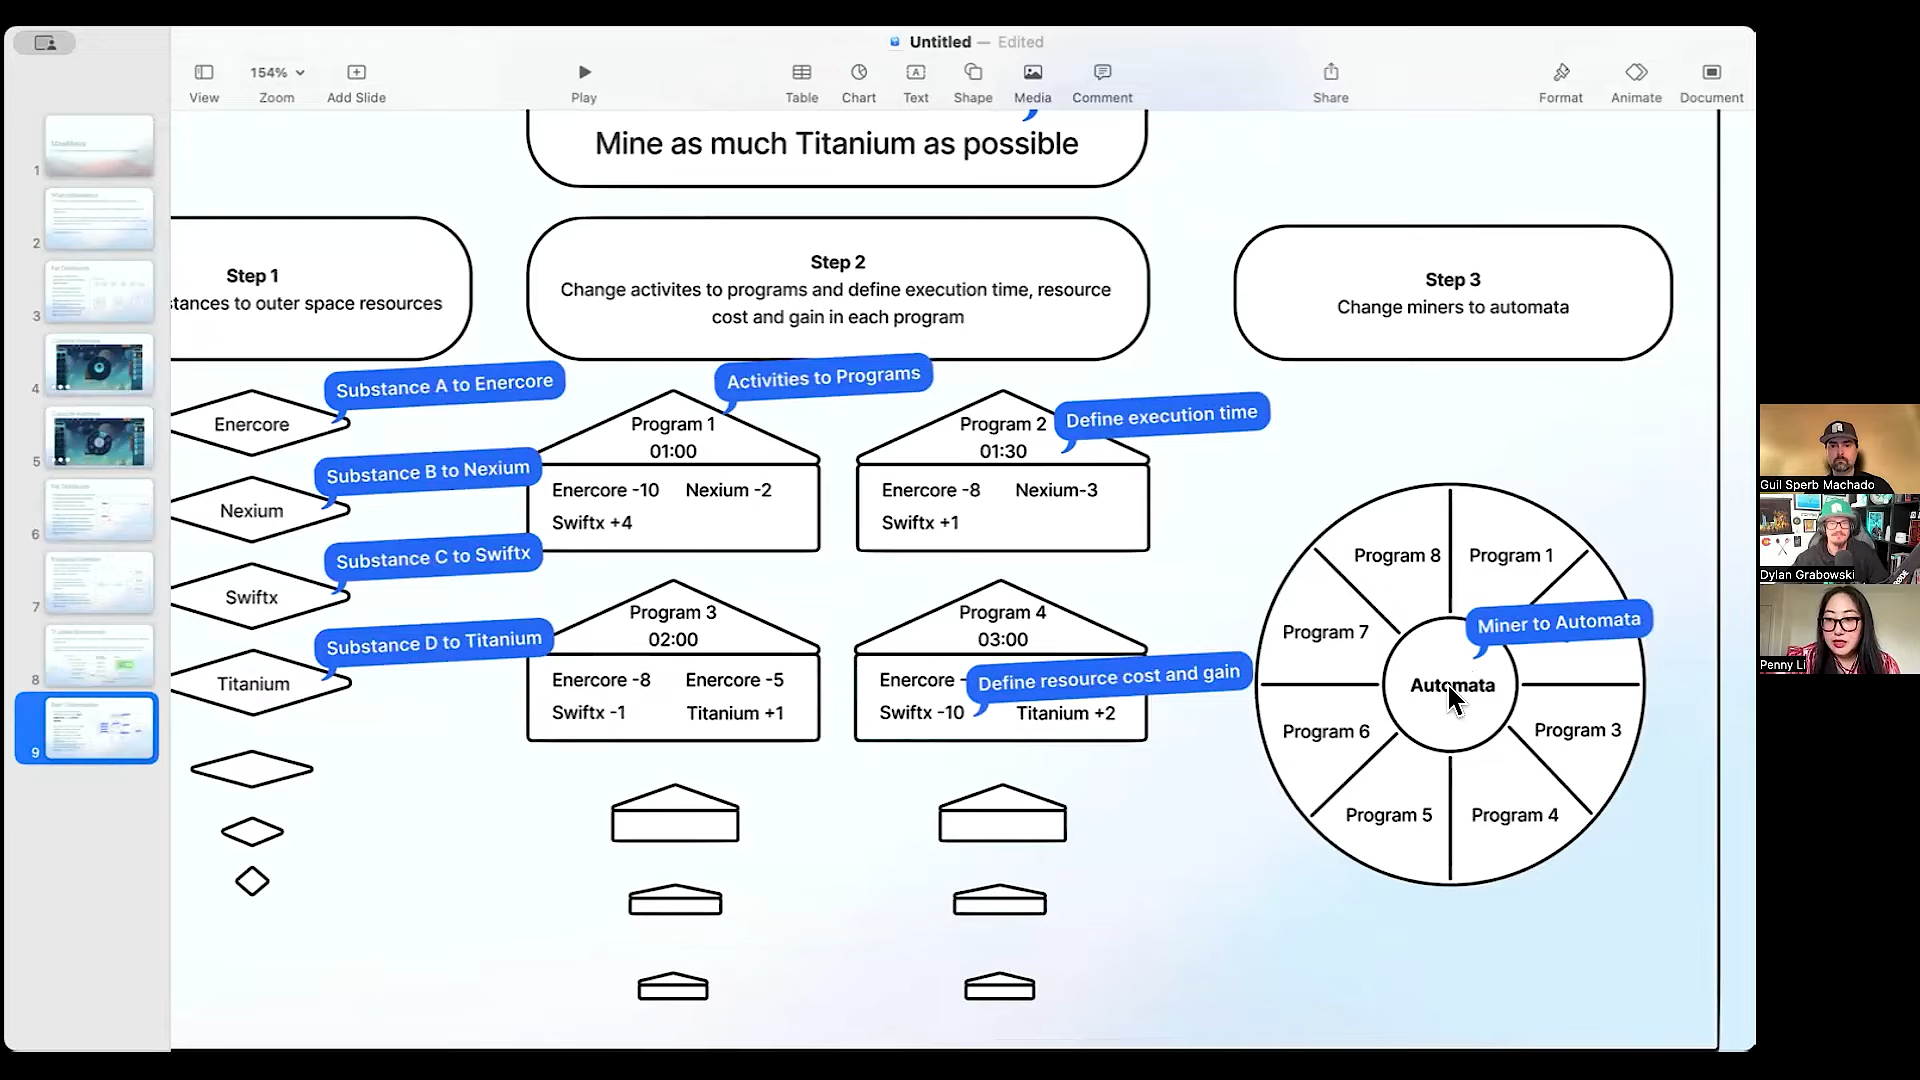 Untitled — Edited
View
154%
Zoom
Add Slide
Play
Table
Chart
Text
Shape
Media
Comment
Share
Format
Animate
Document
1
2
3
4
5
6
7
8
9
Mine as much Titanium as possible
Step 1
stances to outer space resources
Step 2
Change activites to programs and define execution time, resource
cost and gain in each program
Step 3
Change miners to automata
Enercore
Substance A to Enercore
Nexium
Substance B to Nexium
Swiftx
Substance C to Swiftx
Titanium
Substance D to Titanium
Activities to Programs
Program 1
01:00
Enercore -10 Nexium -2
Swiftx +4
Program 2
01:30
Define execution time
Enercore -8 Nexium-3
Swiftx +1
Program 3
02:00
Enercore -8 Enercore -5
Swiftx -1 Titanium +1
Program 4
03:00
Enercore -
Define resource cost and gain
Swiftx -10 Titanium +2
Program 8
Program 1
Program 7
Miner to Automata
Automata
Program 6
Program 3
Program 5
Program 4
Guil Sperb Machado
Dylan Grabowski
Penny Li